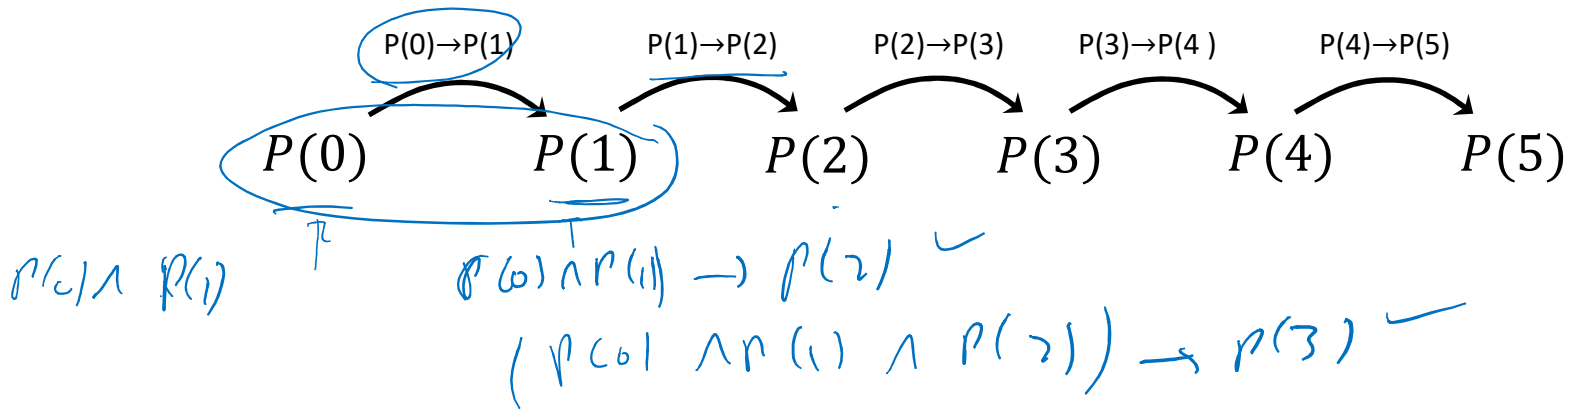 P(0)→P(1) P(1)→P(2) P(2)→P(3) P(3)→P(4 ) P(4)→P(5)
P(0) P(1) P(2) P(3) P(4) P(5)
P(0) ∧ P(1) P(0) ∧ P(1) → P(2) ✓
(P(0) ∧ P(1) ∧ P(2)) → P(3) ✓